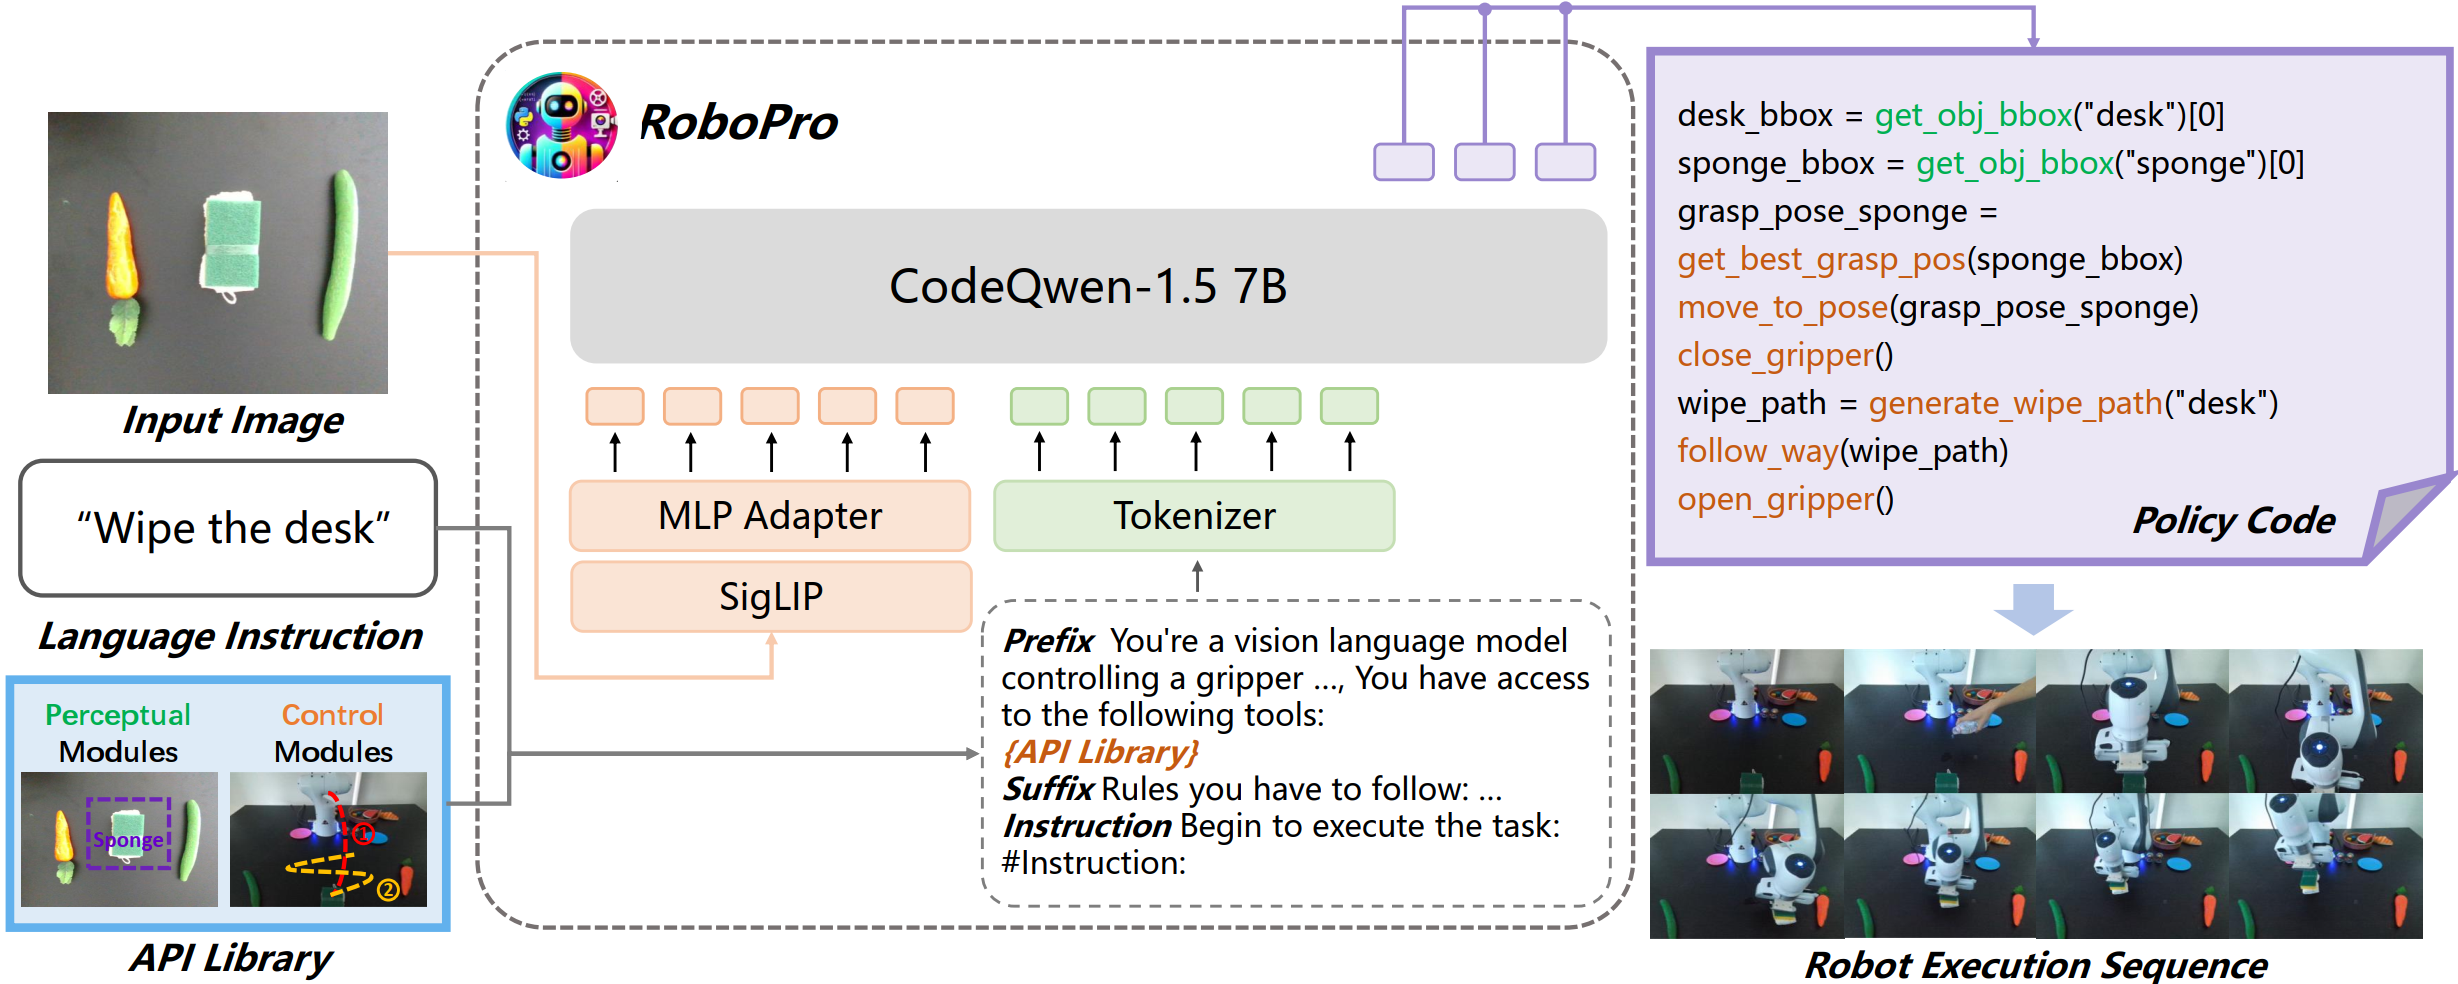 RoboPro
Input Image
“Wipe the desk”
Language Instruction
Perceptual
Modules
Control
Modules
Sponge
1
2
API Library
CodeQwen-1.5 7B
MLP Adapter
Tokenizer
SigLIP
Prefix You're a vision language model
controlling a gripper ..., You have access
to the following tools:
{API Library}
Suffix Rules you have to follow: ...
Instruction Begin to execute the task:
#Instruction:
desk_bbox = get_obj_bbox("desk")[0]
sponge_bbox = get_obj_bbox("sponge")[0]
grasp_pose_sponge =
get_best_grasp_pos(sponge_bbox)
move_to_pose(grasp_pose_sponge)
close_gripper()
wipe_path = generate_wipe_path("desk")
follow_way(wipe_path)
open_gripper()
Policy Code
Robot Execution Sequence